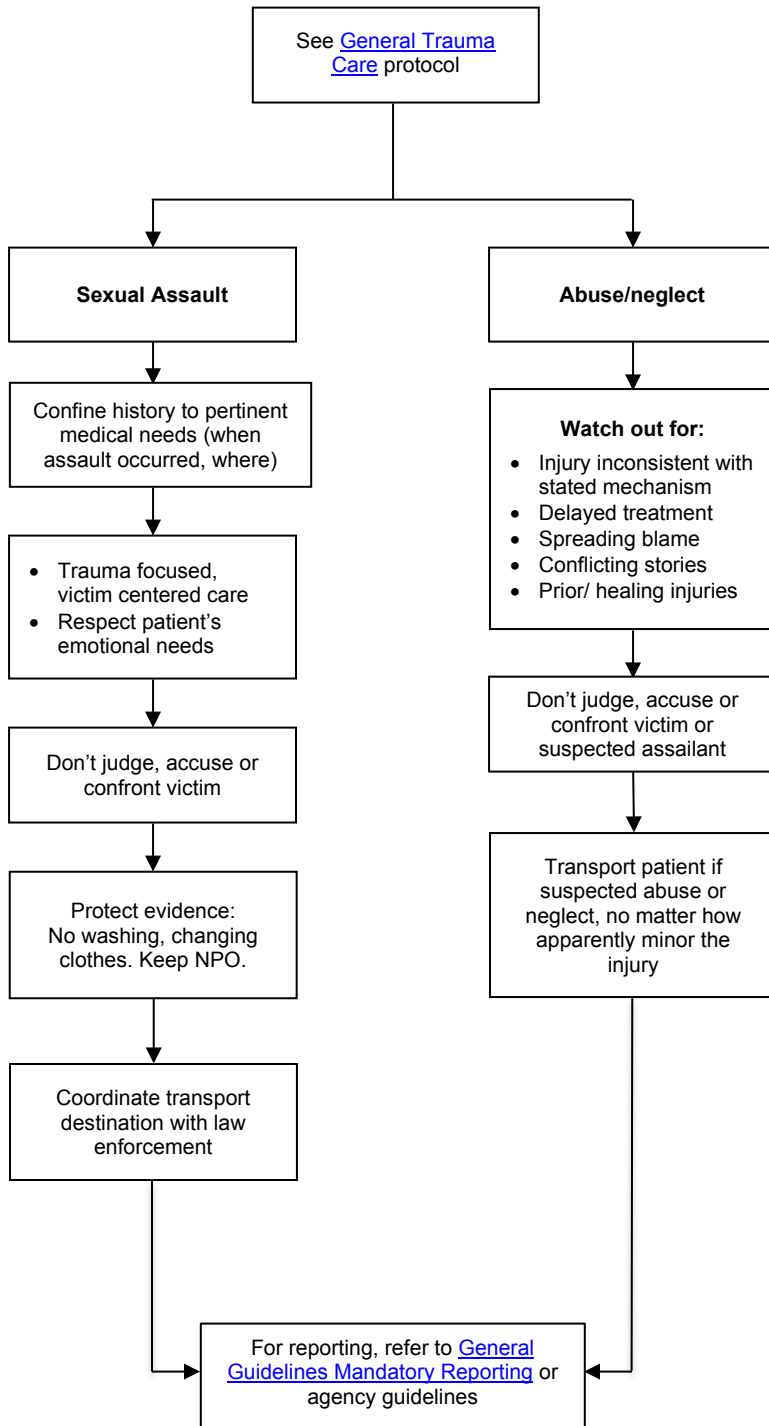 See General Trauma
Care protocol
Sexual Assault
Confine history to pertinent
medical needs (when
assault occurred, where)
• Trauma focused,
victim centered care
• Respect patient’s
emotional needs
Don’t judge, accuse or
confront victim
Protect evidence:
No washing, changing
clothes. Keep NPO.
Coordinate transport
destination with law
enforcement
Abuse/neglect
Watch out for:
• Injury inconsistent with
stated mechanism
• Delayed treatment
• Spreading blame
• Conflicting stories
• Prior/ healing injuries
Don’t judge, accuse or
confront victim or
suspected assailant
Transport patient if
suspected abuse or
neglect, no matter how
apparently minor the
injury
For reporting, refer to General
Guidelines Mandatory Reporting or
agency guidelines